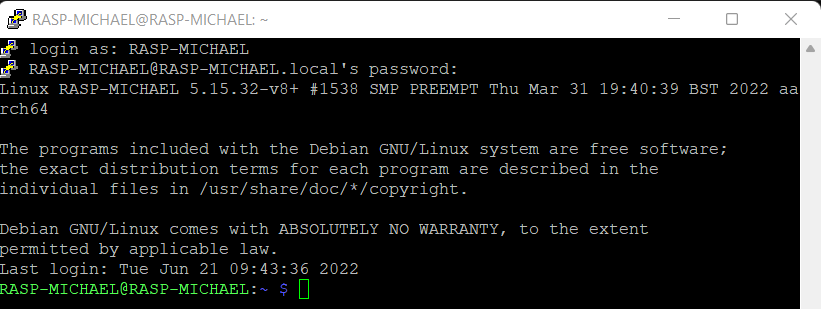 RASP-MICHAEL@RASP-MICHAEL: ~
login as: RASP-MICHAEL
RASP-MICHAEL@RASP-MICHAEL.local's password:
Linux RASP-MICHAEL 5.15.32-v8+ #1538 SMP PREEMPT Thu Mar 31 19:40:39 BST 2022 aa
rch64
The programs included with the Debian GNU/Linux system are free software;
the exact distribution terms for each program are described in the
individual files in /usr/share/doc/*/copyright.
Debian GNU/Linux comes with ABSOLUTELY NO WARRANTY, to the extent
permitted by applicable law.
Last login: Tue Jun 21 09:43:36 2022
RASP-MICHAEL@RASP-MICHAEL:~ $